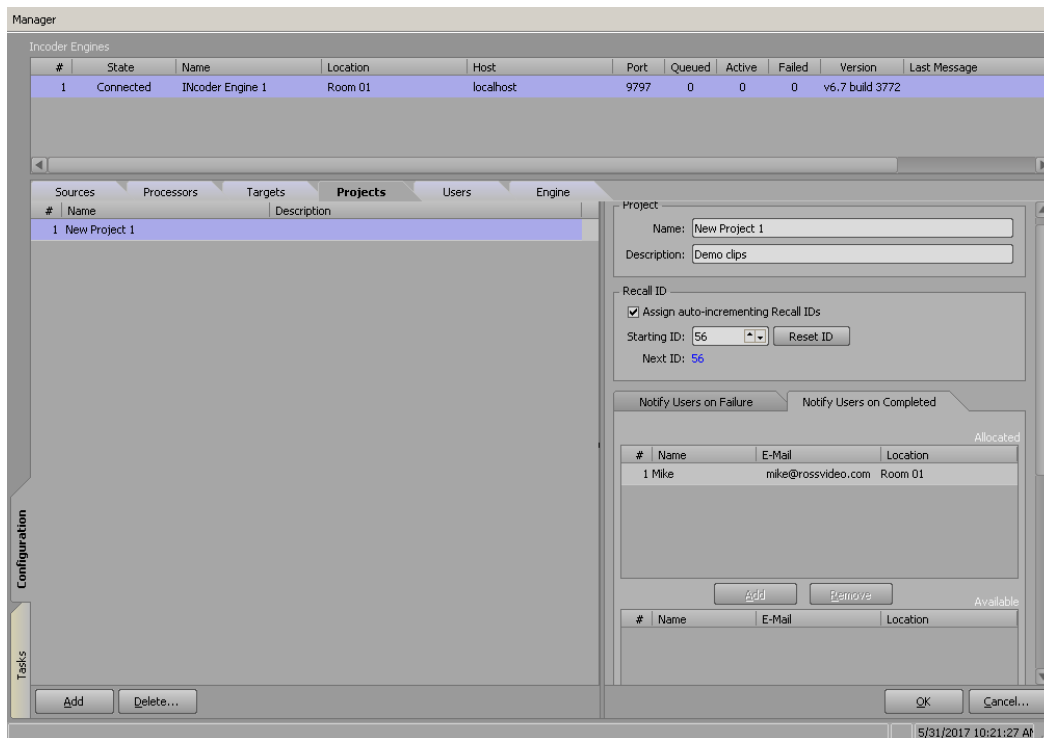 Manager
Incoder Engines
# State Name Location Host Port Queued Active Failed Version Last Message
1 Connected INcoder Engine 1 Room 01 localhost 9797 0 0 0 v6.7 build 3772
Sources Processors Targets Projects Users Engine
# Name Description
1 New Project 1
Project
Name: New Project 1
Description: Demo clips
Recall ID
Assign auto-incrementing Recall IDs
Starting ID: 56 Reset ID
Next ID: 56
Notify Users on Failure Notify Users on Completed
Allocated
# Name E-Mail Location
1 Mike mike@rossvideo.com Room 01
Add Remove
Available
# Name E-Mail Location
Configuration
Tasks
Add Delete...
OK Cancel...
5/31/2017 10:21:27 AM